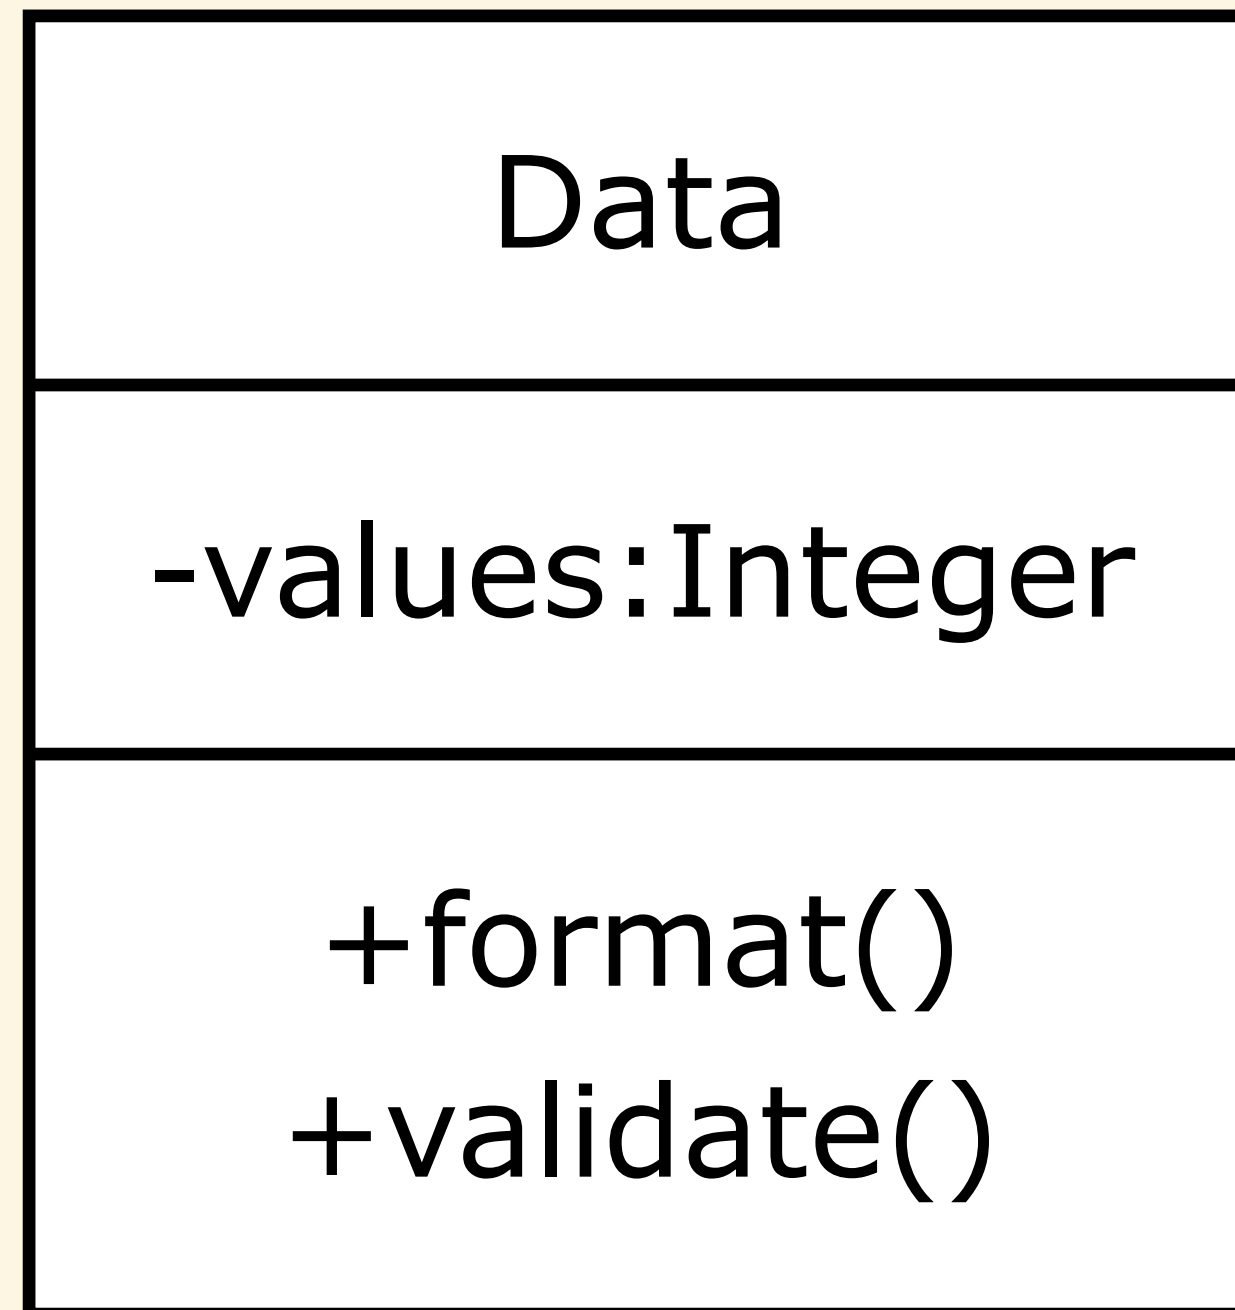 Data
-values:Integer
+format()
+validate()